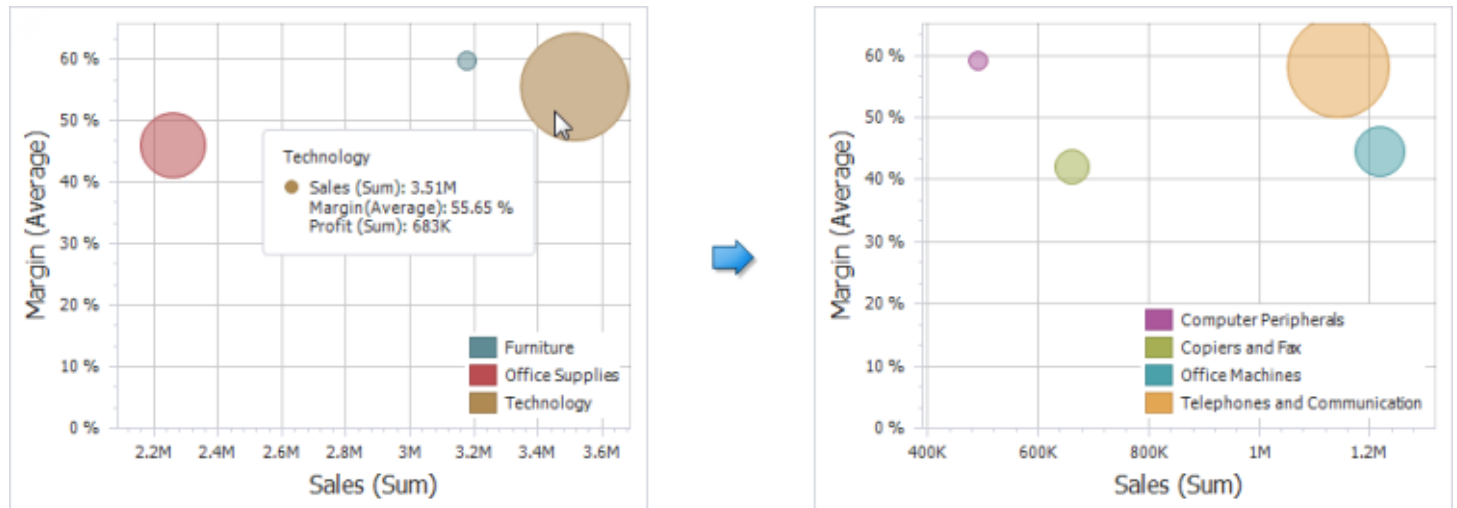 Margin (Average)
60 %
50 %
40 %
30 %
20 %
10 %
0 %
Technology
Sales (Sum): 3.51M
Margin(Average): 55.65 %
Profit (Sum): 683K
Furniture
Office Supplies
Technology
2.2M 2.4M 2.6M 2.8M 3M 3.2M 3.4M 3.6M
Sales (Sum)
Margin (Average)
60 %
50 %
40 %
30 %
20 %
10 %
0 %
Computer Peripherals
Copiers and Fax
Office Machines
Telephones and Communication
400K 600K 800K 1M 1.2M
Sales (Sum)